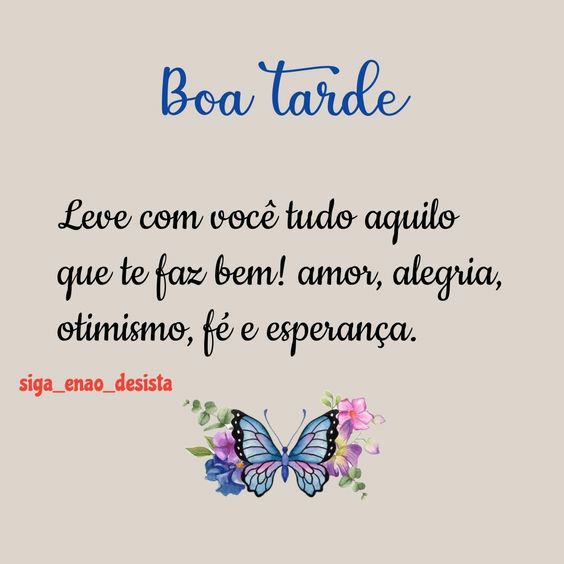 Boa tarde
Leve com você tudo aquilo
que te faz bem! amor, alegria,
otimismo, fé e esperança.
siga_enao_desista